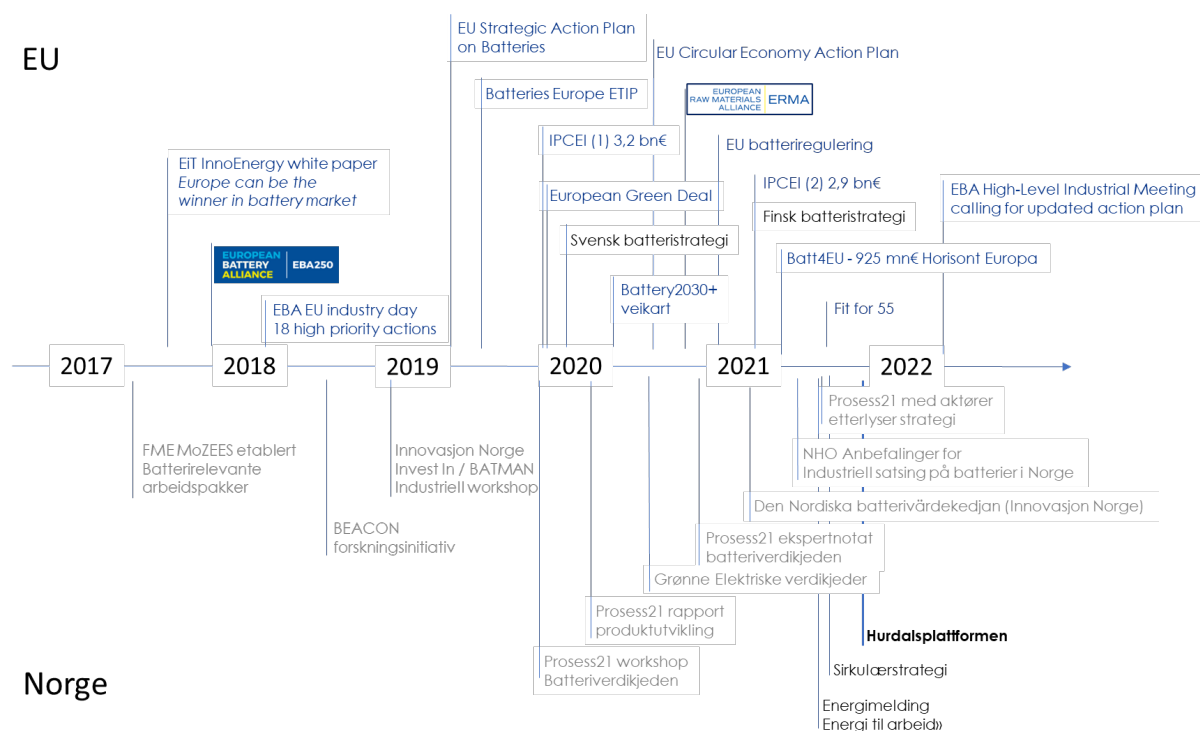 EU
EU Strategic Action Plan
on Batteries
EU Circular Economy Action Plan
Batteries Europe ETIP
EUROPEAN
RAW MATERIALS
ALLIANCE
ERMA
IPCEI (1) 3,2 bn€
EU batteriregulering
EiT InnoEnergy white paper
Europe can be the
winner in battery market
European Green Deal
IPCEI (2) 2,9 bn€
EBA High-Level Industrial Meeting
calling for updated action plan
Finsk batteristrategi
Svensk batteristrategi
EUROPEAN
BATTERY
ALLIANCE
EBA250
Batt4EU - 925 mn€ Horisont Europa
Battery2030+
veikart
EBA EU industry day
18 high priority actions
Fit for 55
2017
2018
2019
2020
2021
2022
Prosess21 med aktører
etterlyser strategi
FME MoZEES etablert
Batterirelevante
arbeidspakker
Innovasjon Norge
Invest In / BATMAN
Industriell workshop
NHO Anbefalinger for
Industriell satsing på batterier i Norge
Den Nordiska batterivärdekedjan (Innovasjon Norge)
BEACON
forskningsinitiativ
Prosess21 ekspertnotat
batteriverdikjeden
Grønne Elektriske verdikjeder
Prosess21 rapport
produktutvikling
Hurdalsplattformen
Prosess21 workshop
Batteriverdikjeden
Sirkulærstrategi
Norge
Energimelding
Energi til arbeid»